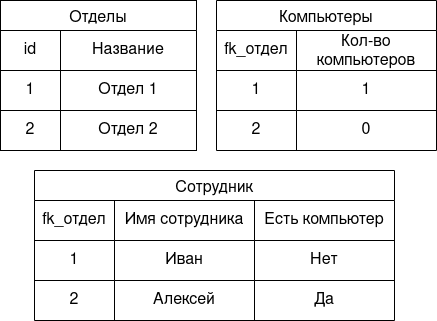 Отделы
id Название
1 Отдел 1
2 Отдел 2
Компьютеры
fk_отдел Кол-во
компьютеров
1 1
2 0
Сотрудник
fk_отдел Имя сотрудника Есть компьютер
1 Иван Нет
2 Алексей Да